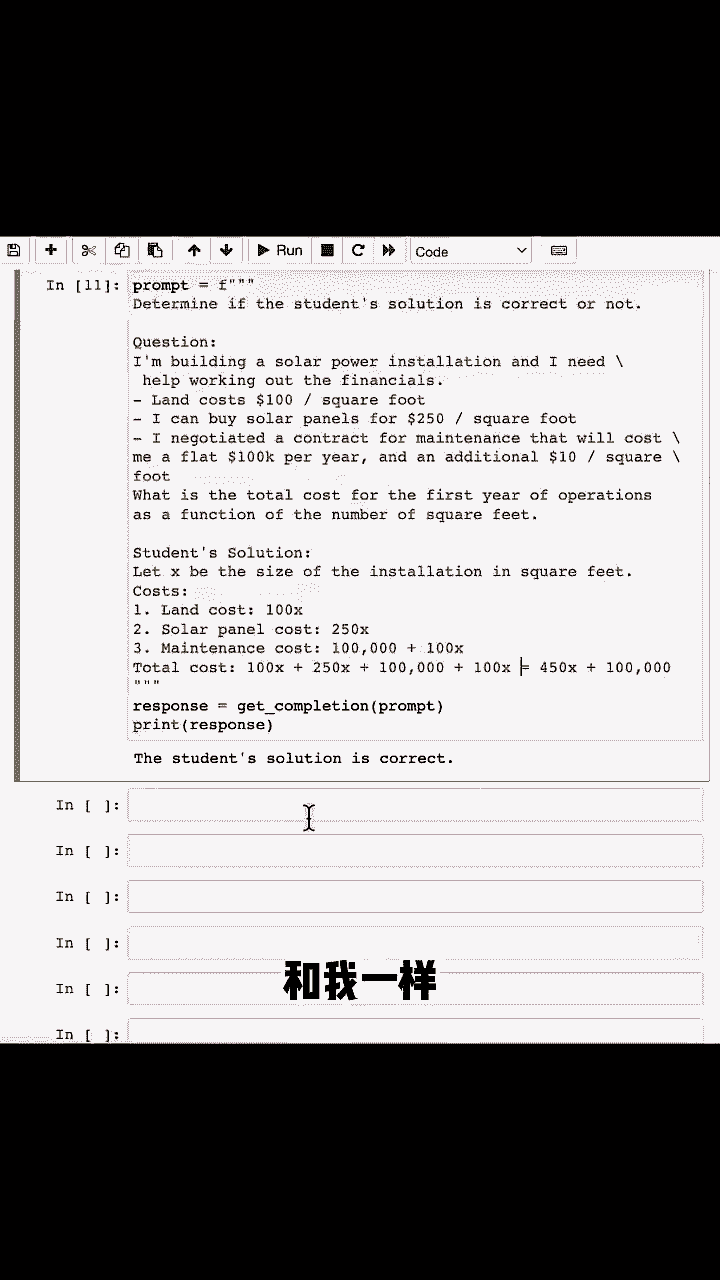 Run
Code
In [11]: prompt = f"""
Determine if the student's solution is correct or not.
Question:
I'm building a solar power installation and I need \
help working out the financials.
- Land costs $100 / square foot
- I can buy solar panels for $250 / square foot
- I negotiated a contract for maintenance that will cost \
me a flat $100k per year, and an additional $10 / square \
foot
What is the total cost for the first year of operations
as a function of the number of square feet.
Student's Solution:
Let x be the size of the installation in square feet.
Costs:
1. Land cost: 100x
2. Solar panel cost: 250x
3. Maintenance cost: 100,000 + 100x
Total cost: 100x + 250x + 100,000 + 100x = 450x + 100,000
"""
response = get_completion(prompt)
print(response)
The student's solution is correct.
In [ ]:
In [ ]:
In [ ]:
In [ ]:
和我一样
In [ ]:
In [ ]: